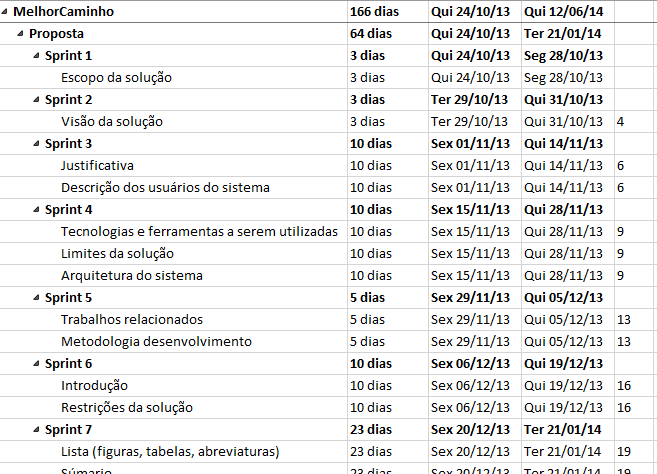 MelhorCaminho 166 dias Qui 24/10/13 Qui 12/06/14
Proposta 64 dias Qui 24/10/13 Ter 21/01/14
Sprint 1 3 dias Qui 24/10/13 Seg 28/10/13
Escopo da solução 3 dias Qui 24/10/13 Seg 28/10/13
Sprint 2 3 dias Ter 29/10/13 Qui 31/10/13
Visão da solução 3 dias Ter 29/10/13 Qui 31/10/13 4
Sprint 3 10 dias Sex 01/11/13 Qui 14/11/13
Justificativa 10 dias Sex 01/11/13 Qui 14/11/13 6
Descrição dos usuários do sistema 10 dias Sex 01/11/13 Qui 14/11/13 6
Sprint 4 10 dias Sex 15/11/13 Qui 28/11/13
Tecnologias e ferramentas a serem utilizadas 10 dias Sex 15/11/13 Qui 28/11/13 9
Limites da solução 10 dias Sex 15/11/13 Qui 28/11/13 9
Arquitetura do sistema 10 dias Sex 15/11/13 Qui 28/11/13 9
Sprint 5 5 dias Sex 29/11/13 Qui 05/12/13
Trabalhos relacionados 5 dias Sex 29/11/13 Qui 05/12/13 13
Metodologia desenvolvimento 5 dias Sex 29/11/13 Qui 05/12/13 13
Sprint 6 10 dias Sex 06/12/13 Qui 19/12/13
Introdução 10 dias Sex 06/12/13 Qui 19/12/13 16
Restrições da solução 10 dias Sex 06/12/13 Qui 19/12/13 16
Sprint 7 23 dias Sex 20/12/13 Ter 21/01/14
Lista (figuras, tabelas, abreviaturas) 23 dias Sex 20/12/13 Ter 21/01/14 19
Súmario 23 dias Sex 20/12/13 Ter 21/01/14 19